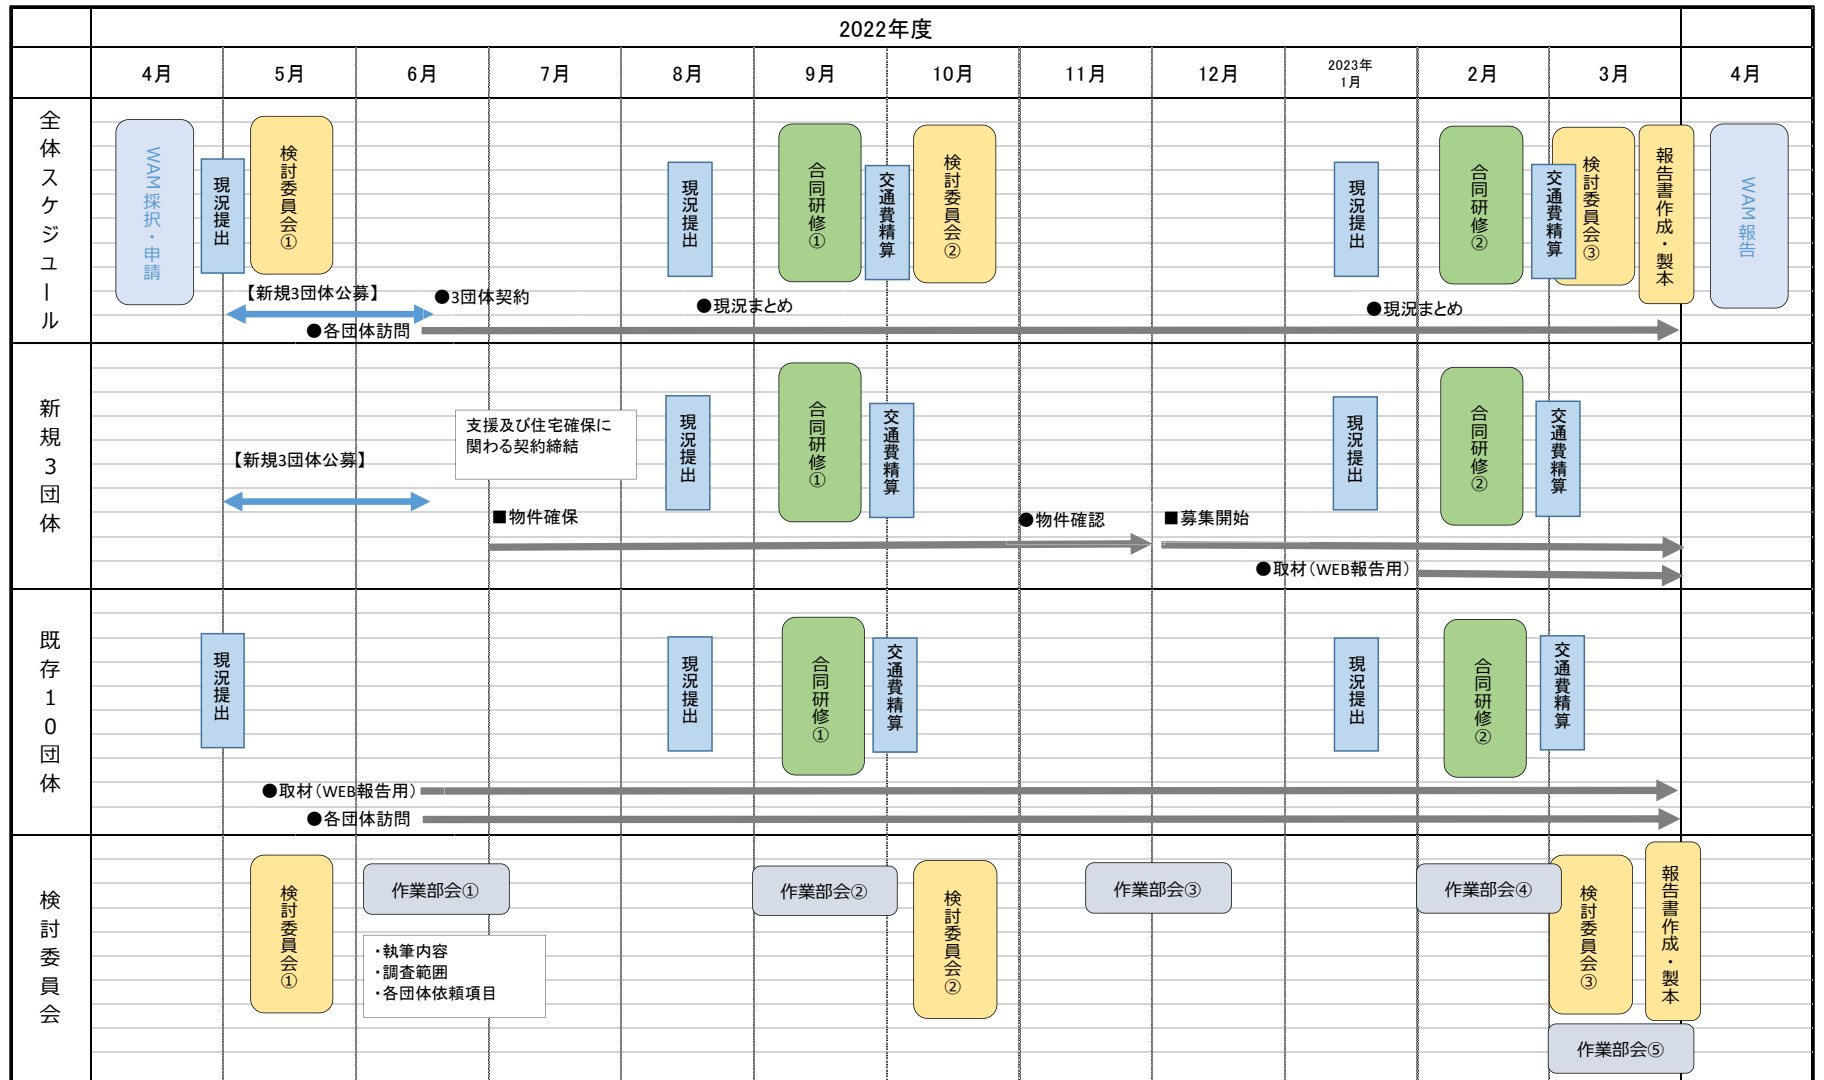 2022年度
4月
5月
6月
7月
8月
9月
10月
11月
12月
2023年
1月
2月
3月
4月
全体スケジュール
WAM採択・申請
現況提出
検討委員会①
現況提出
合同研修①
交通費精算
検討委員会②
現況提出
合同研修②
交通費精算
検討委員会③
報告書作成・製本
WAM報告
【新規3団体公募】
●3団体契約
●現況まとめ
●現況まとめ
●各団体訪問
新規3団体
【新規3団体公募】
支援及び住宅確保に
関わる契約締結
現況提出
合同研修①
交通費精算
現況提出
合同研修②
交通費精算
■物件確保
●物件確認
■募集開始
●取材（WEB報告用）
既存10団体
現況提出
現況提出
合同研修①
交通費精算
現況提出
合同研修②
交通費精算
●取材（WEB報告用）
●各団体訪問
検討委員会
検討委員会①
作業部会①
作業部会②
検討委員会②
作業部会③
作業部会④
検討委員会③
報告書作成・製本
・執筆内容
・調査範囲
・各団体依頼項目
作業部会⑤